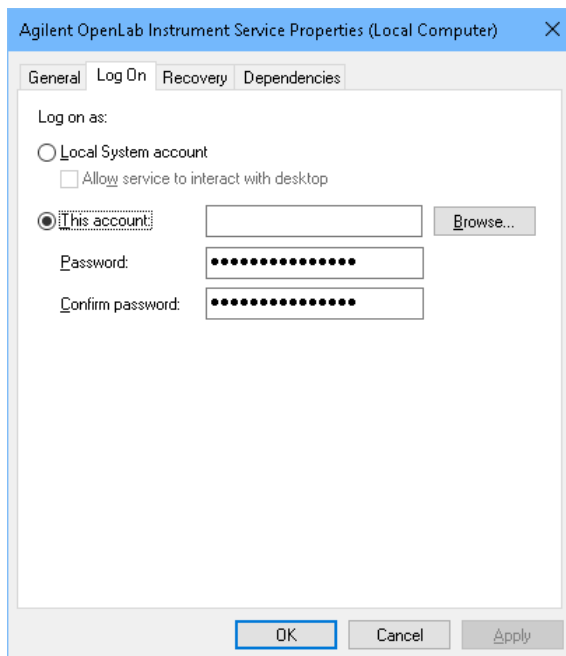 Agilent OpenLab Instrument Service Properties (Local Computer)
General Log On Recovery Dependencies
Log on as:
Local System account
Allow service to interact with desktop
This account: Browse...
Password: •••••••••••••••
Confirm password: •••••••••••••••
OK Cancel Apply